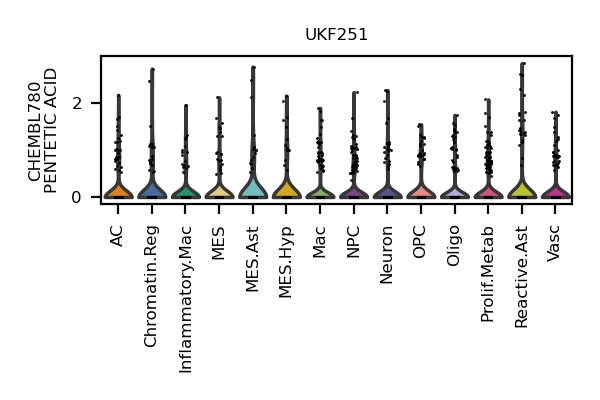 UKF251
CHEMBL780
PENTETIC ACID
2
0
AC
Chromatin.Reg
Inflammatory.Mac
MES
MES.Ast
MES.Hyp
Mac
NPC
Neuron
OPC
Oligo
Prolif.Metab
Reactive.Ast
Vasc